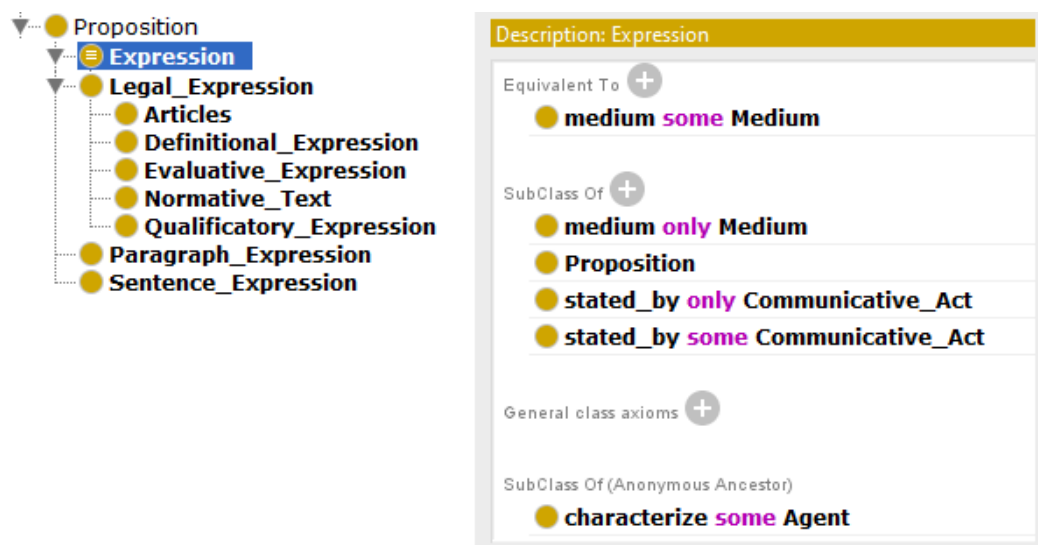 Proposition
Expression
Legal_Expression
Articles
Definitional_Expression
Evaluative_Expression
Normative_Text
Qualificatory_Expression
Paragraph_Expression
Sentence_Expression
Description: Expression
Equivalent To
medium some Medium
SubClass Of
medium only Medium
Proposition
stated_by only Communicative_Act
stated_by some Communicative_Act
General class axioms
SubClass Of (Anonymous Ancestor)
characterize some Agent